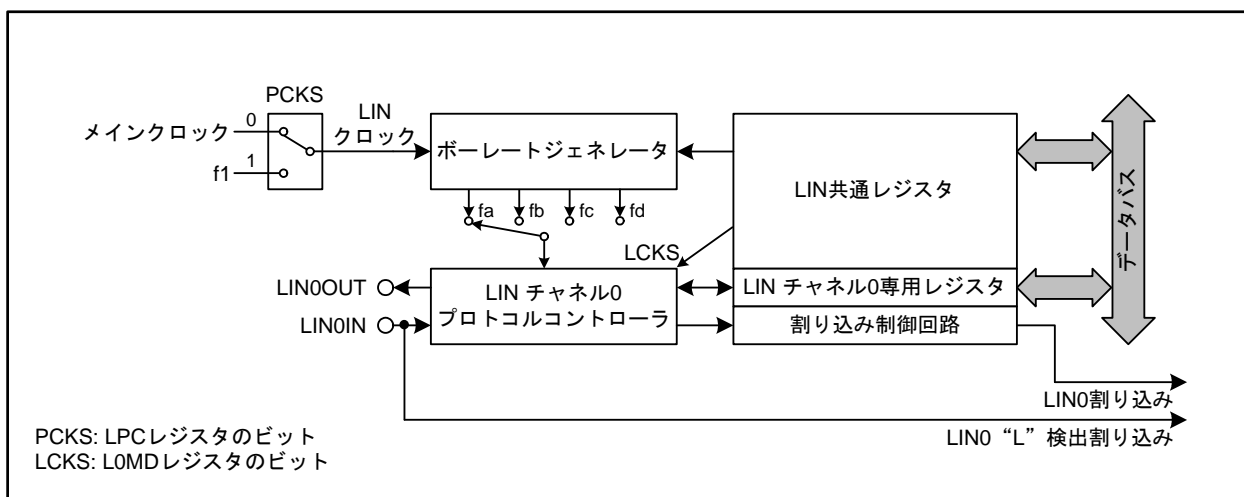 PCKS
メインクロック
0
f1
1
LIN
クロック
ボーレートジェネレータ
fa
fb
fc
fd
LCKS
LIN0OUT
LIN0IN
LIN チャネル0
プロトコルコントローラ
LIN共通レジスタ
LIN チャネル0専用レジスタ
割り込み制御回路
データバス
LIN0割り込み
LIN0 “L” 検出割り込み
PCKS: LPCレジスタのビット
LCKS: L0MDレジスタのビット